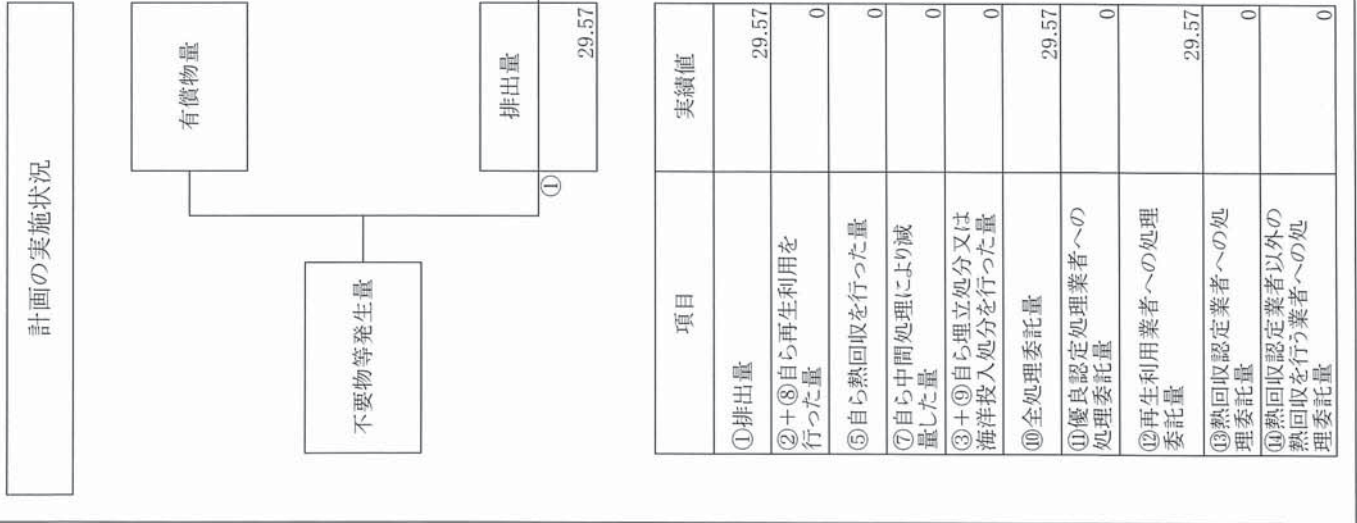 計画の実施状況
有償物量
不要物等発生量
排出量
①
29.57
項目
実績値
①排出量
29.57
②+⑧自ら再生利用を
行った量
0
⑤自ら熱回収を行った量
0
⑦自ら中間処理により減
量した量
0
③+⑨自ら埋立処分又は
海洋投入処分を行った量
0
⑩全処理委託量
29.57
⑪優良認定処理業者への
処理委託量
0
⑫再生利用業者への処理
委託量
29.57
⑬熱回収認定業者への処
理委託量
0
⑭熱回収認定業者以外の
熱回収を行う業者への処
理委託量
0